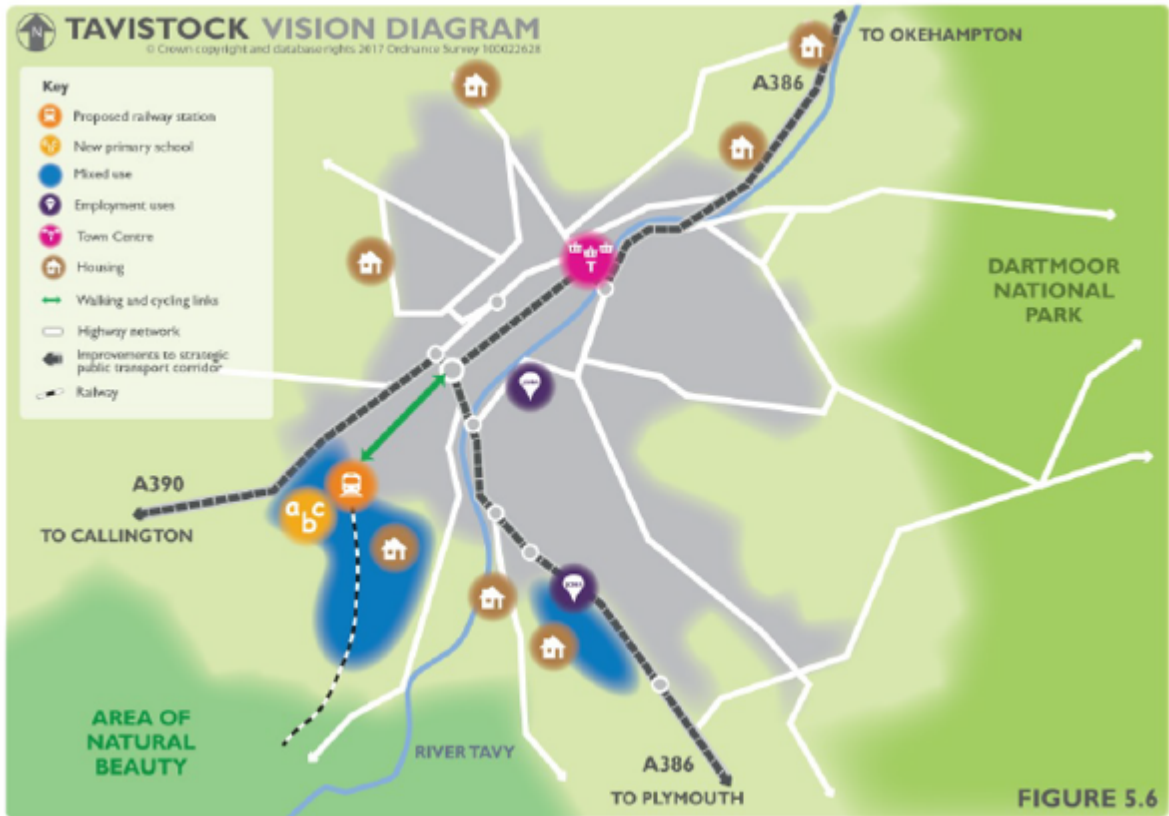 N
TAVISTOCK VISION DIAGRAM
© Crown copyright and database rights 2017 Ordnance Survey 100022628
Key
Proposed railway station
New primary school
Mixed use
Employment uses
Town Centre
T
Housing
Walking and cycling links
Highway network
Improvements to strategic
public transport corridor
Railway
TO OKEHAMPTON
A386
T
DARTMOOR
NATIONAL
PARK
A390
abc
TO CALLINGTON
AREA OF
NATURAL
BEAUTY
RIVER TAVY
A386
TO PLYMOUTH
FIGURE 5.6